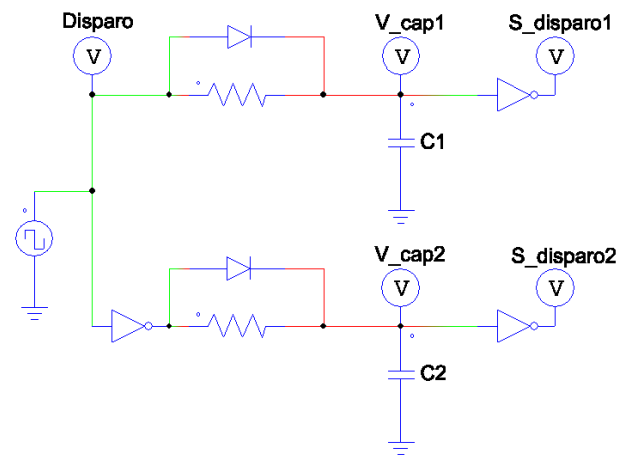 Disparo
V_cap1
S_disparo1
V
V
V
C1
V_cap2
S_disparo2
V
V
C2